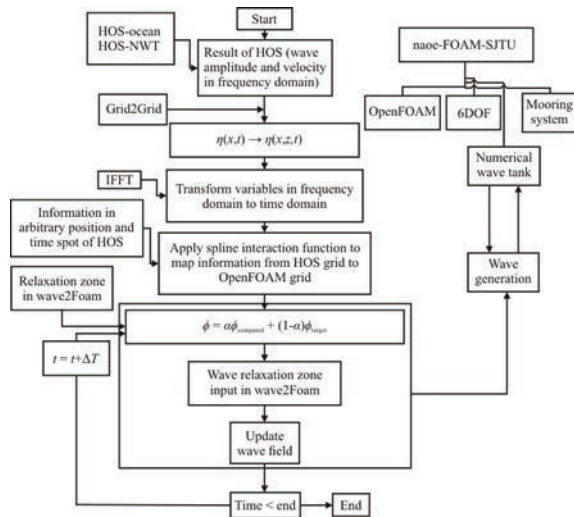 Start
HOS-ocean
HOS-NWT
Result of HOS (wave
amplitude and velocity
in frequency domain)
Grid2Grid
η(x,t) → η(x,z,t)
IFFT
Transform variables in
frequency domain
to time domain
Information in
arbitrary position and
time spot of HOS
Apply spline interaction function to
map information from HOS grid to
OpenFOAM grid
Relaxation zone
in wave2Foam
ϕ = αϕcomputed + (1-α)ϕtarget
t = t+ΔT
Wave relaxation zone
input in wave2Foam
Update
wave field
Time < end
End
naoe-FOAM-SJTU
OpenFOAM
6DOF
Mooring
system
Numerical
wave tank
Wave
generation